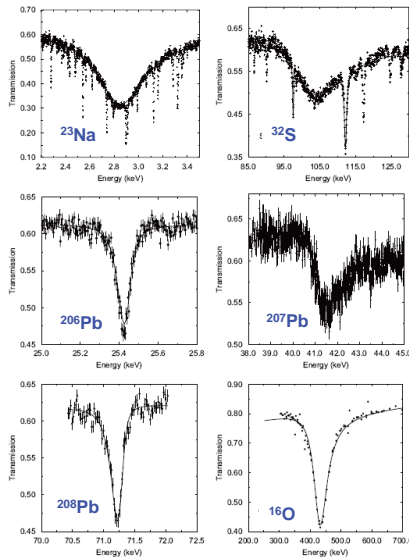 0.70
0.60
0.50
0.40
0.30
0.20
0.10
Transmission
23Na
2.2 2.4 2.6 2.8 3.0 3.2 3.4
Energy (keV)
0.65
0.55
0.45
0.35
Transmission
32S
85.0 95.0 105.0 115.0 125.0
Energy (keV)
0.65
0.60
0.55
0.50
0.45
Transmission
206Pb
25.0 25.2 25.4 25.6 25.8
Energy (keV)
0.65
0.60
0.55
0.50
Transmission
207Pb
38.0 39.0 40.0 41.0 42.0 43.0 44.0 45.0
Energy (keV)
0.65
0.60
0.55
0.50
0.45
Transmission
208Pb
70.0 70.5 71.0 71.5 72.0 72.5
Energy (keV)
0.90
0.80
0.70
0.60
0.50
0.40
Transmission
16O
200.0 300.0 400.0 500.0 600.0 700.0
Energy (keV)